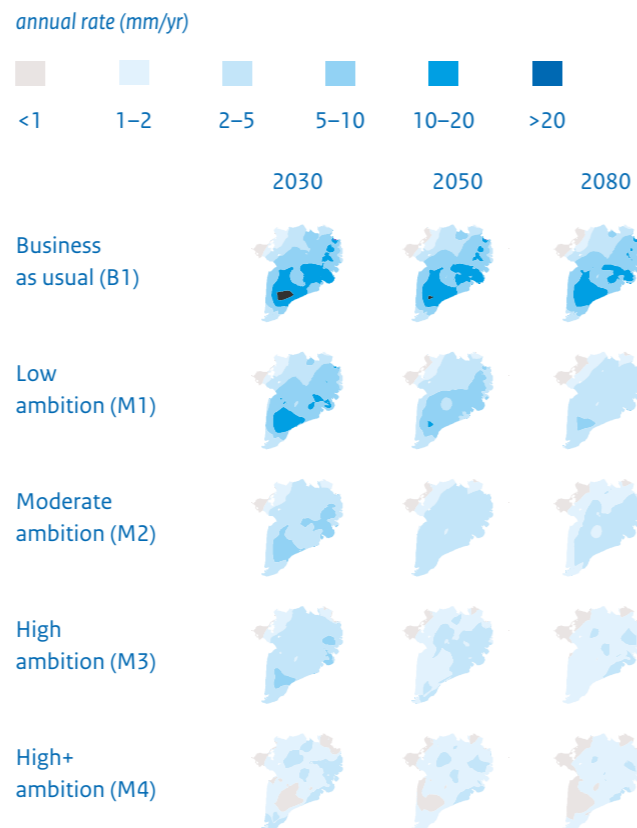 annual rate (mm/yr)
<1 1–2 2–5 5–10 10–20 >20
2030 2050 2080
Business
as usual (B1)
Low
ambition (M1)
Moderate
ambition (M2)
High
ambition (M3)
High+
ambition (M4)